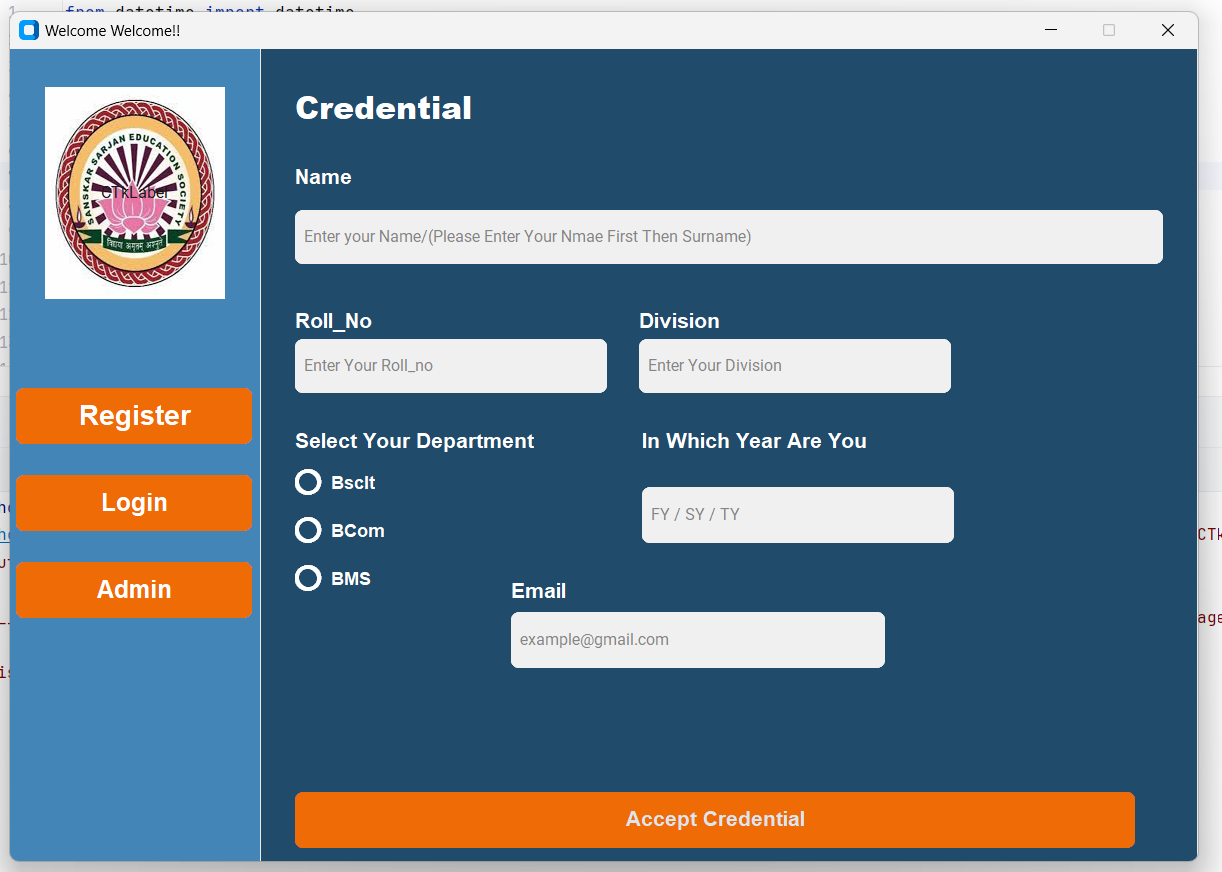 from datetime import datetime
Welcome Welcome!!
SANSKAR SARJAN EDUCATION SOCIETY
CTkLabel
विद्यया अमृतम् अश्नुते
Register
Login
Admin
Credential
Name
Enter your Name/(Please Enter Your Nmae First Then Surname)
Roll_No
Division
Enter Your Roll_no
Enter Your Division
Select Your Department
In Which Year Are You
BscIt
BCom
BMS
FY / SY / TY
Email
example@gmail.com
Accept Credential